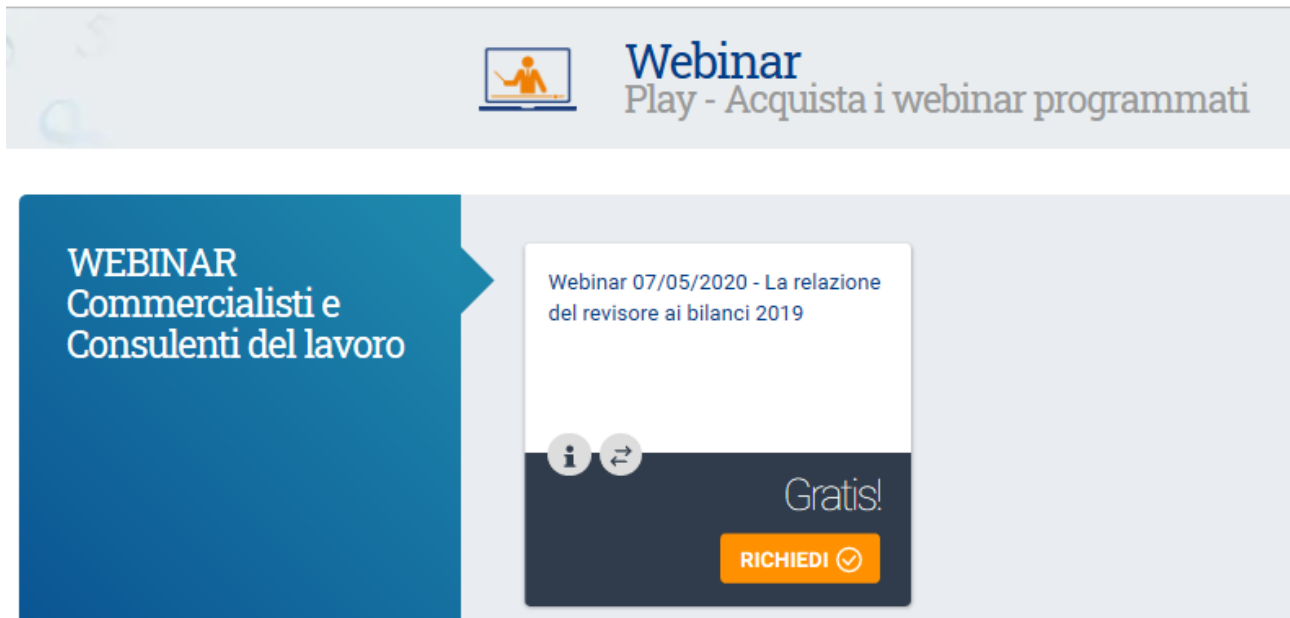 Webinar
Play - Acquista i webinar programmati
WEBINAR
Commercialisti e
Consulenti del lavoro
Webinar 07/05/2020 - La relazione
del revisore ai bilanci 2019
Gratis!
RICHIEDI